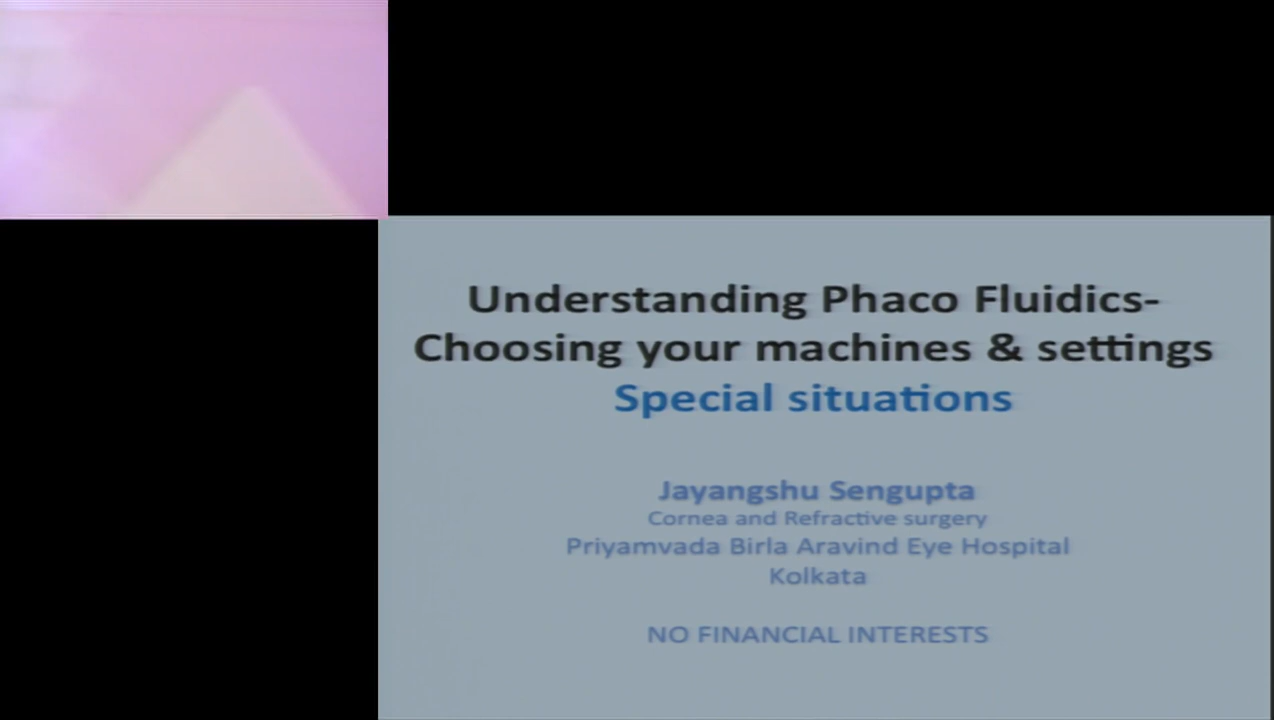 Understanding Phaco Fluidics-
Choosing your machines & settings
Special situations
Jayangshu Sengupta
Cornea and Refractive surgery
Priyamvada Birla Aravind Eye Hospital
Kolkata
NO FINANCIAL INTERESTS